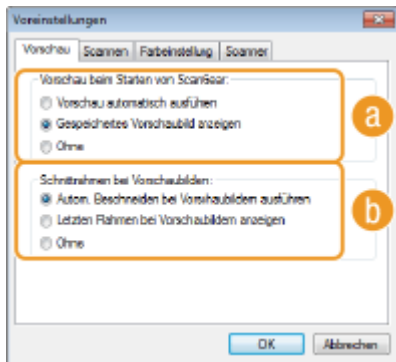 Voreinstellungen
Vorschau Scannen Farbeinstellung Scanner
Vorschau beim Starten von ScanGear:
Vorschau automatisch ausführen
a
Gespeichertes Vorschaubild anzeigen
Ohne
Schnittrahmen bei Vorschaubildern:
Autom. Beschneiden bei Vorschaubildern ausführen
b
Letzten Rahmen bei Vorschaubildern anzeigen
Ohne
OK Abbrechen